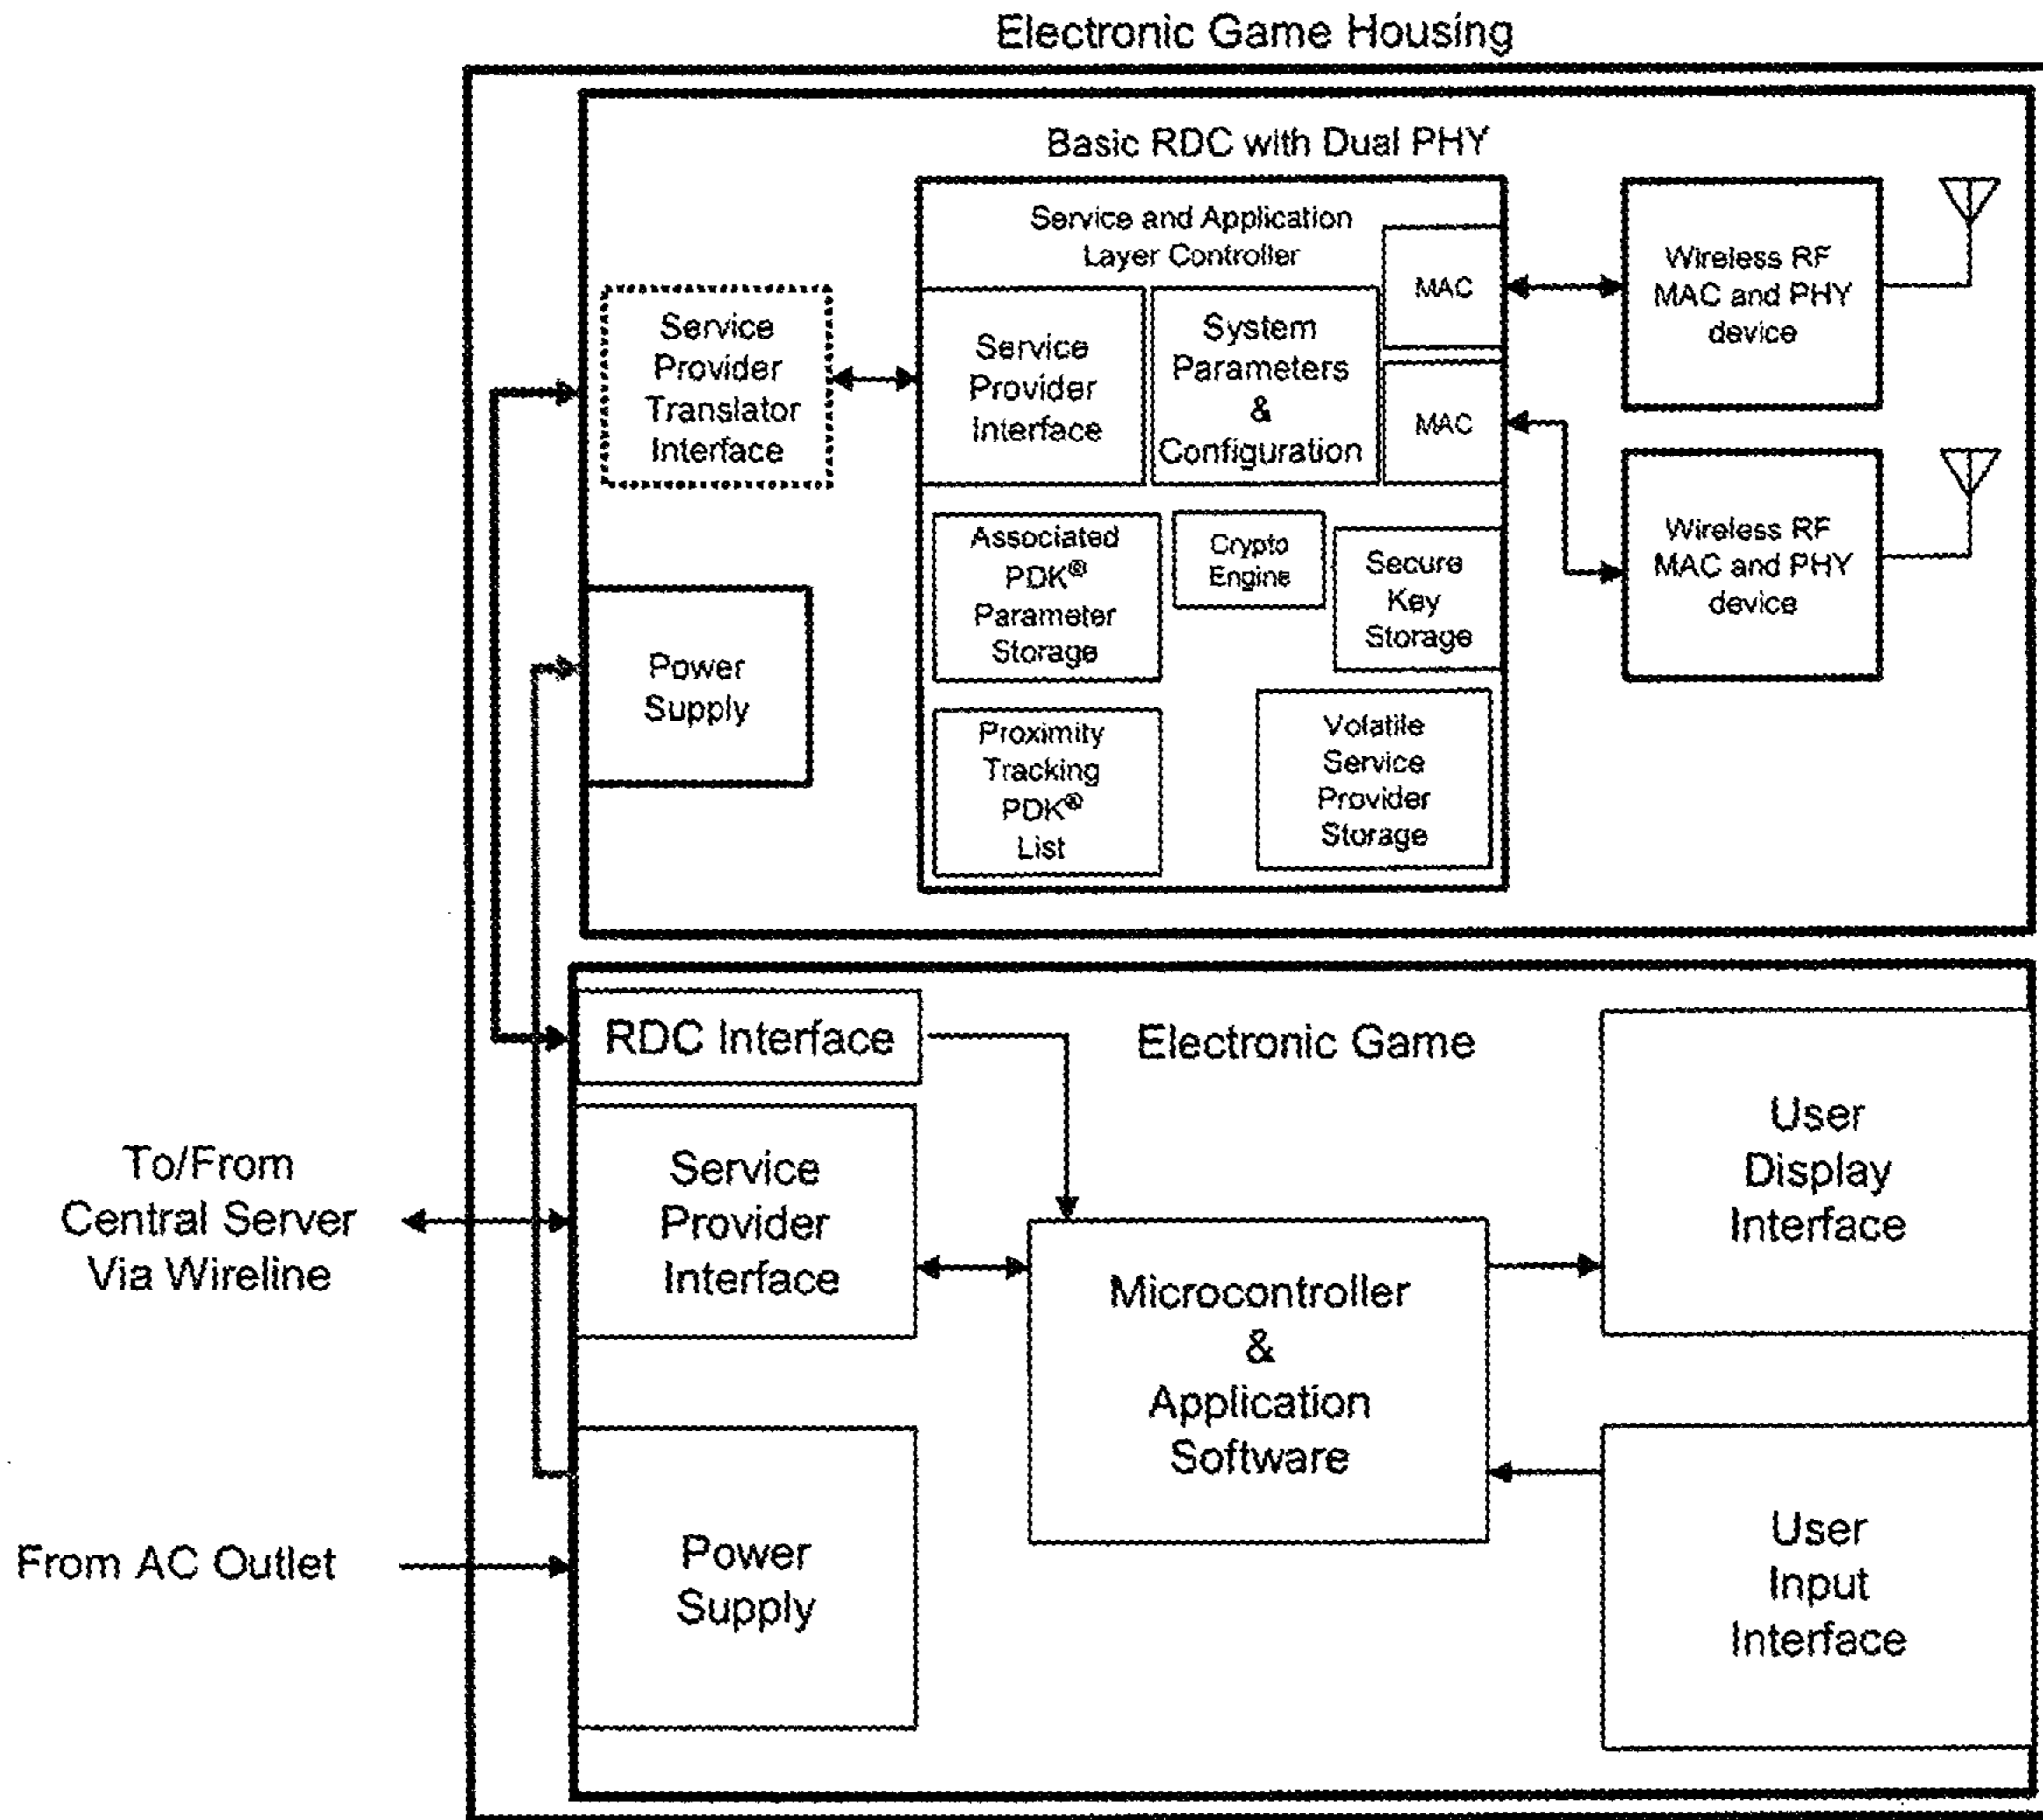 Electronic Game Housing
Basic RDC with Dual PHY
Service and Application
Layer Controller
Service
Provider
Translator
Interface
Service
Provider
Interface
System
Parameters
&
Configuration
MAC
MAC
Wireless RF
MAC and PHY
device
Wireless RF
MAC and PHY
device
Associated
PDK®
Parameter
Storage
Crypto
Engine
Secure
Key
Storage
Power
Supply
Proximity
Tracking
PDK®
List
Volatile
Service
Provider
Storage
RDC Interface
Electronic Game
To/From
Central Server
Via Wireline
Service
Provider
Interface
Microcontroller
&
Application
Software
User
Display
Interface
From AC Outlet
Power
Supply
User
Input
Interface